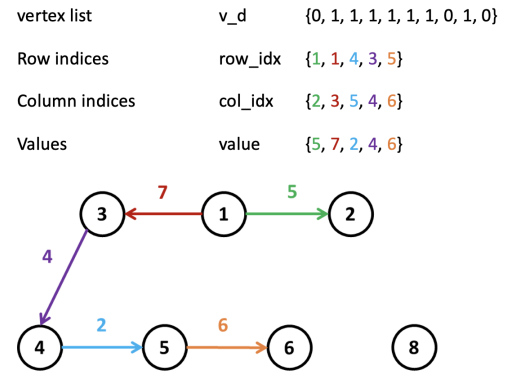 vertex list v_d {0, 1, 1, 1, 1, 1, 1, 0, 1, 0}
Row indices row_idx {1, 1, 4, 3, 5}
Column indices col_idx {2, 3, 5, 4, 6}
Values value {5, 7, 2, 4, 6}
7 5
3 1 2
4
2 6
4 5 6 8